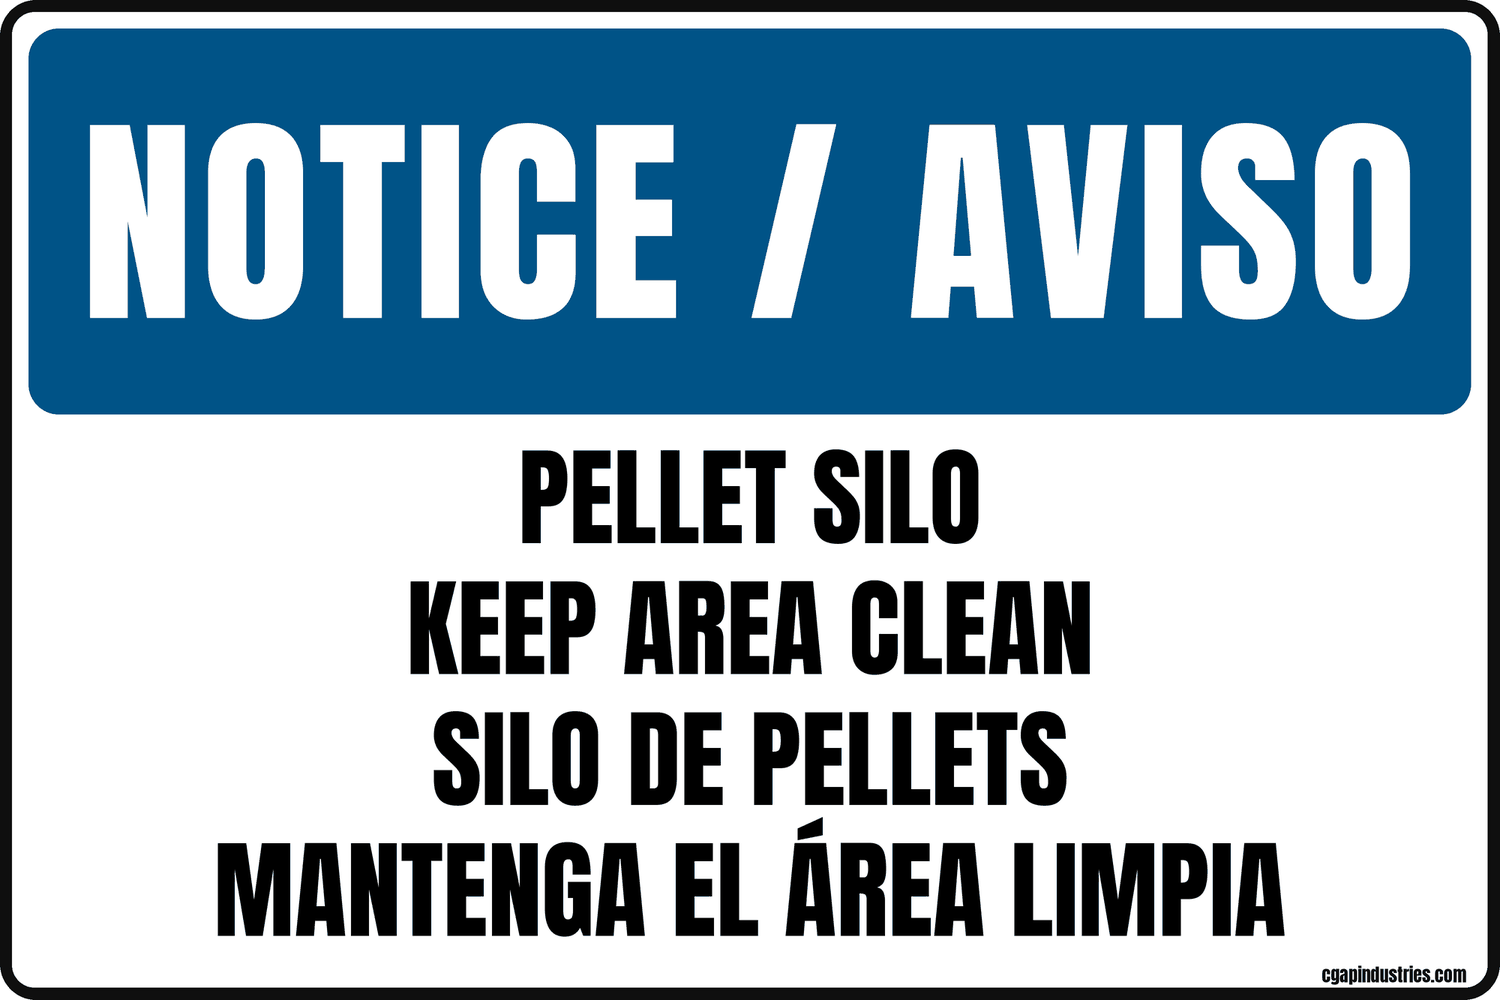 NOTICE / AVISO
PELLET SILO
KEEP AREA CLEAN
SILO DE PELLETS
MANTENGA EL ÁREA LIMPIA
cgapindustries.com